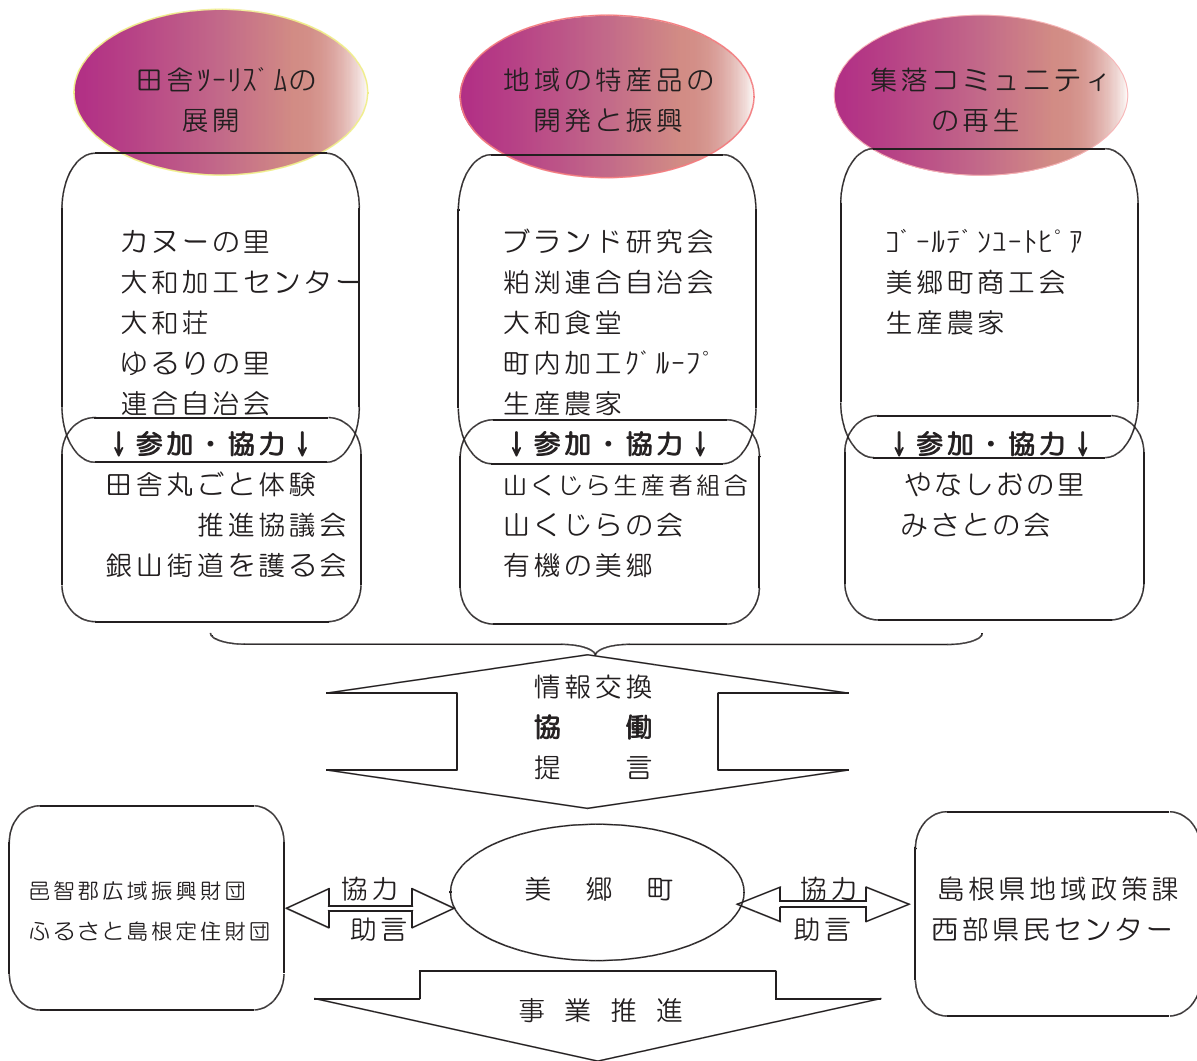 田舎ﾂｰﾘｽﾞﾑの
展開
カヌーの里
大和加工センター
大和荘
ゆるりの里
連合自治会
↓参加・協力↓
田舎丸ごと体験
推進協議会
銀山街道を護る会
地域の特産品の
開発と振興
ブランド研究会
粕渕連合自治会
大和食堂
町内加工ｸﾞﾙｰﾌﾟ
生産農家
↓参加・協力↓
山くじら生産者組合
山くじらの会
有機の美郷
集落コミュニティ
の再生
ｺﾞｰﾙﾃﾞﾝﾕｰﾄﾋﾟｱ
美郷町商工会
生産農家
↓参加・協力↓
やなしおの里
みさとの会
情報交換
協　働
提　言
邑智郡広域振興財団
ふるさと島根定住財団
協力
助言
美　郷　町
協力
助言
島根県地域政策課
西部県民センター
事 業 推 進